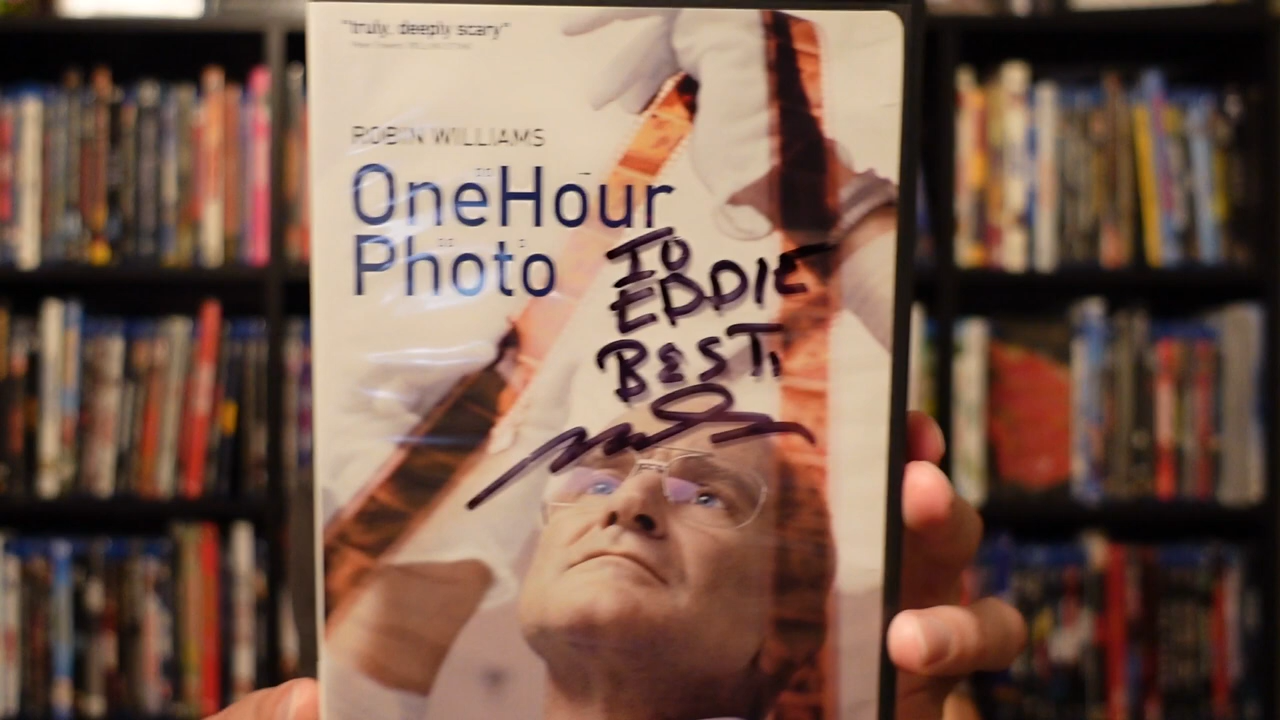 "truly, deeply scary"
ROBIN WILLIAMS
OneHour
Photo
TO
EDDIE
BEST,